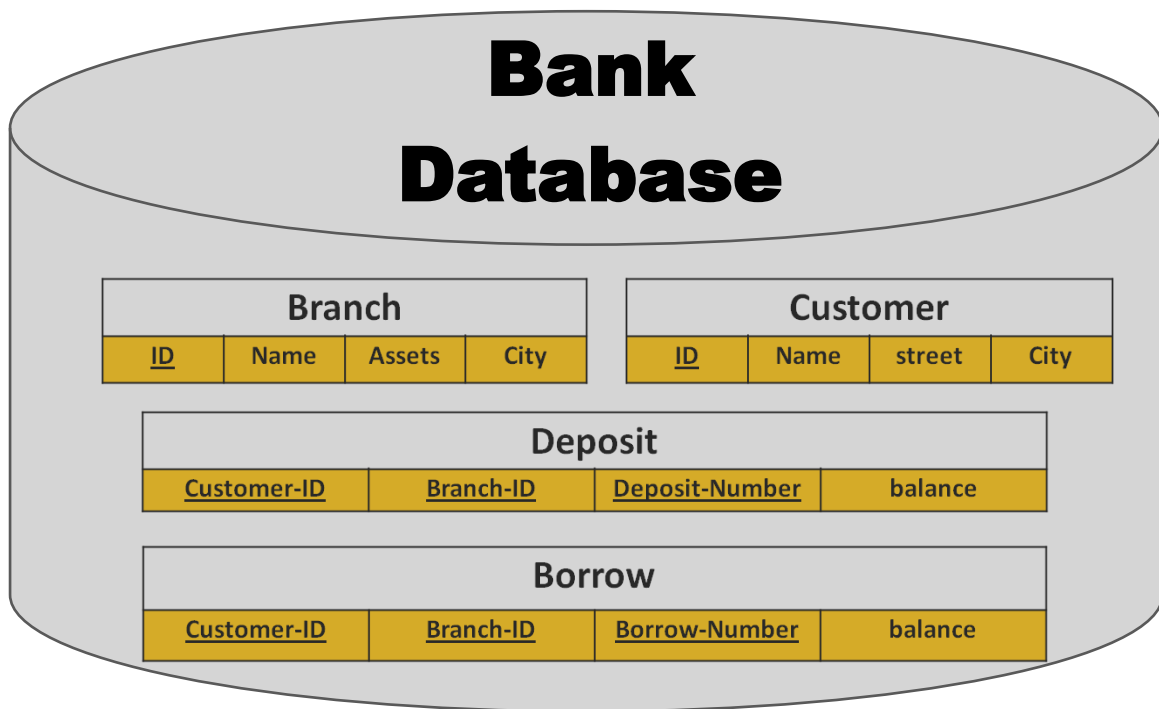 Bank
Database
Branch
ID Name Assets City
Customer
ID Name street City
Deposit
Customer-ID Branch-ID Deposit-Number balance
Borrow
Customer-ID Branch-ID Borrow-Number balance